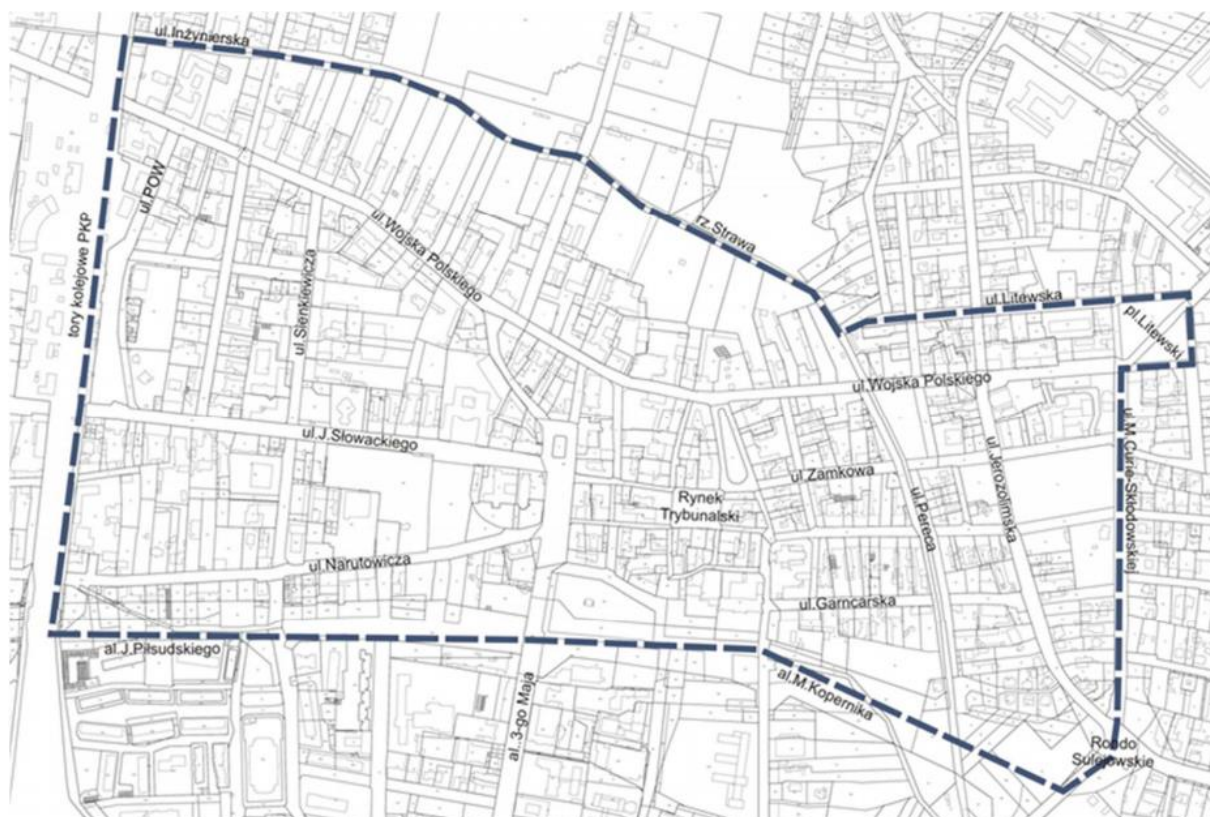 ul.Inżynierska
ul.POW
ul.Wojska Polskiego
rz.Strawa
tory kolejowe PKP
ul.Sienkiewicza
ul.Litewska
pl.Litewski
ul.Wojska Polskiego
ul.J.Słowackiego
ul.M.Curie-Skłodowskiej
ul.Zamkowa
ul.Jerozolimska
Rynek
Trybunalski
ul.Pereca
ul.Narutowicza
ul.Garncarska
al.J.Piłsudskiego
al.M.Kopernika
al.3-go Maja
Rondo
Sulejowskie